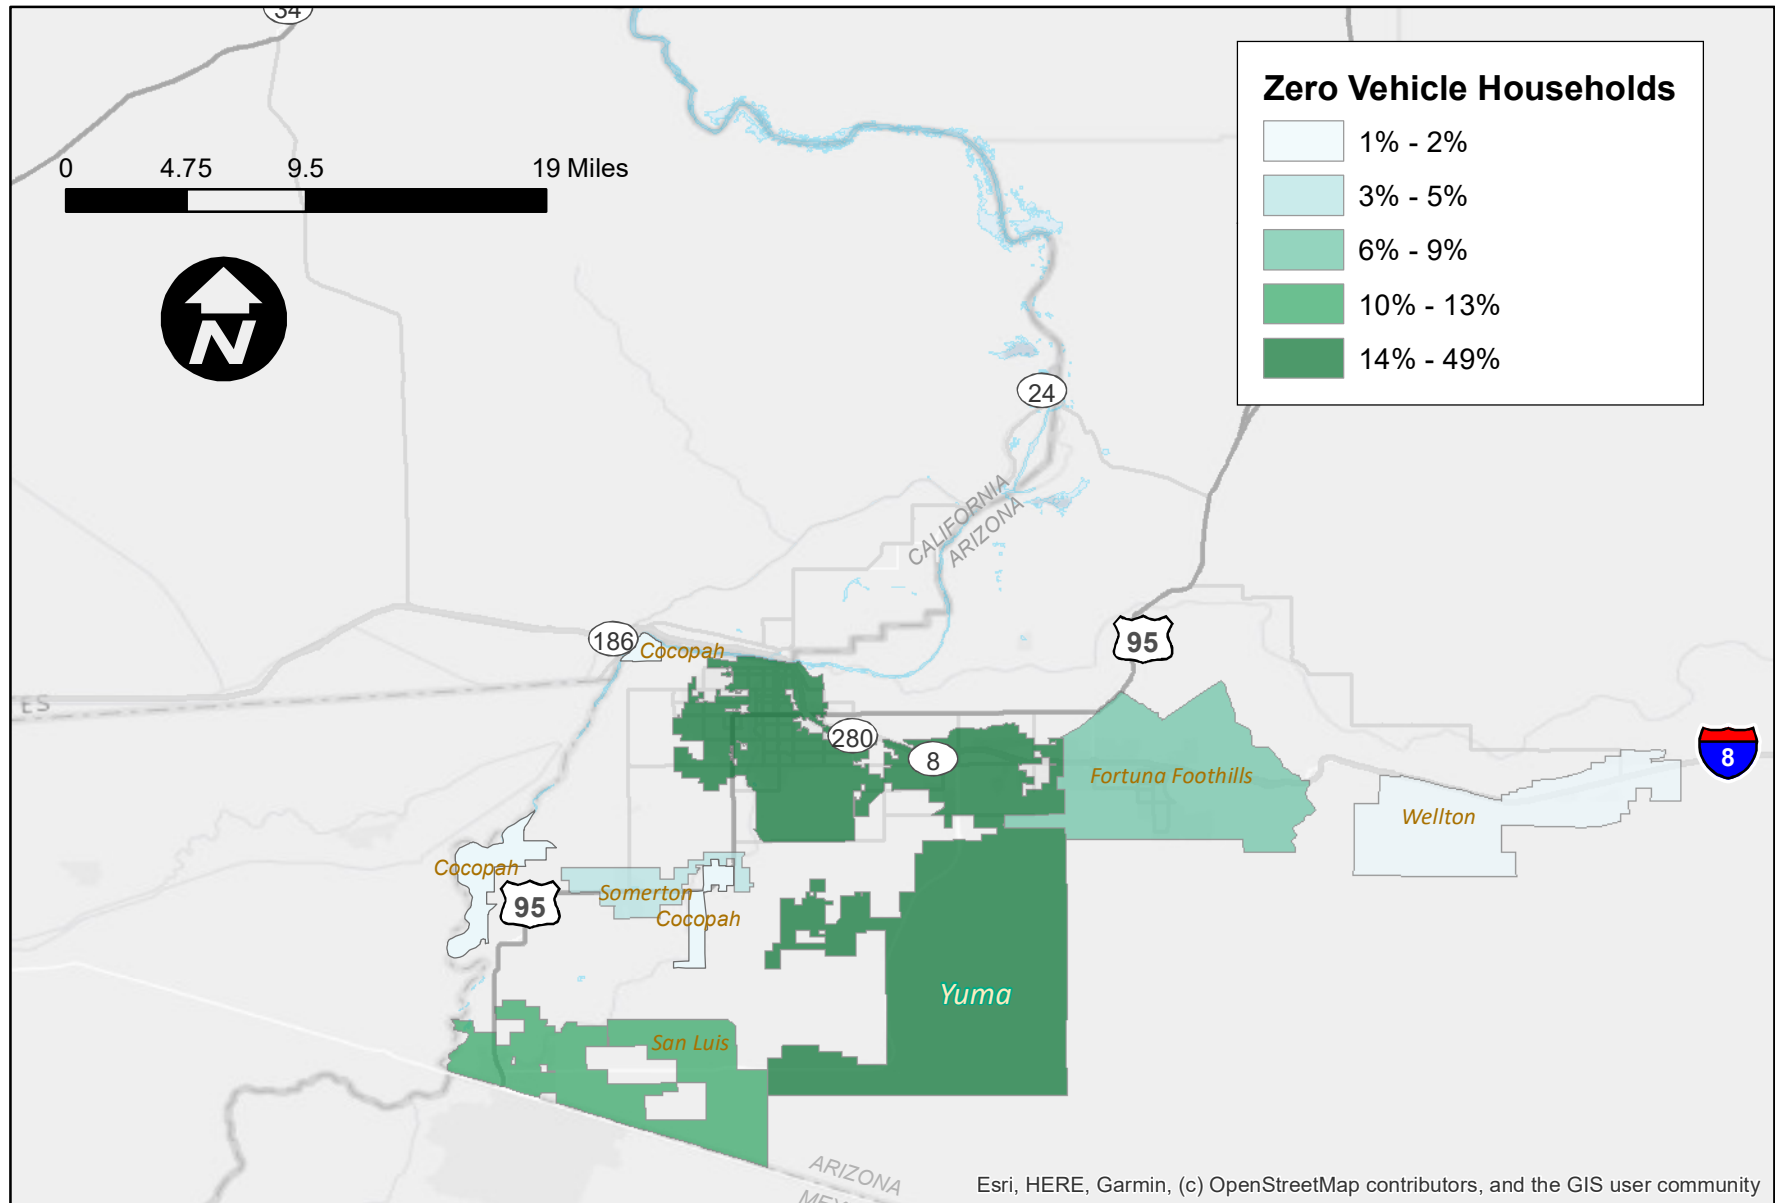 34
Zero Vehicle Households
1% - 2%
3% - 5%
6% - 9%
10% - 13%
14% - 49%
0 4.75 9.5 19 Miles
N
24
CALIFORNIA
ARIZONA
186
Cocopah
95
ES
280
8
Fortuna Foothills
8
Wellton
Cocopah
Somerton
95
Cocopah
Yuma
San Luis
ARIZONA
Esri, HERE, Garmin, (c) OpenStreetMap contributors, and the GIS user community